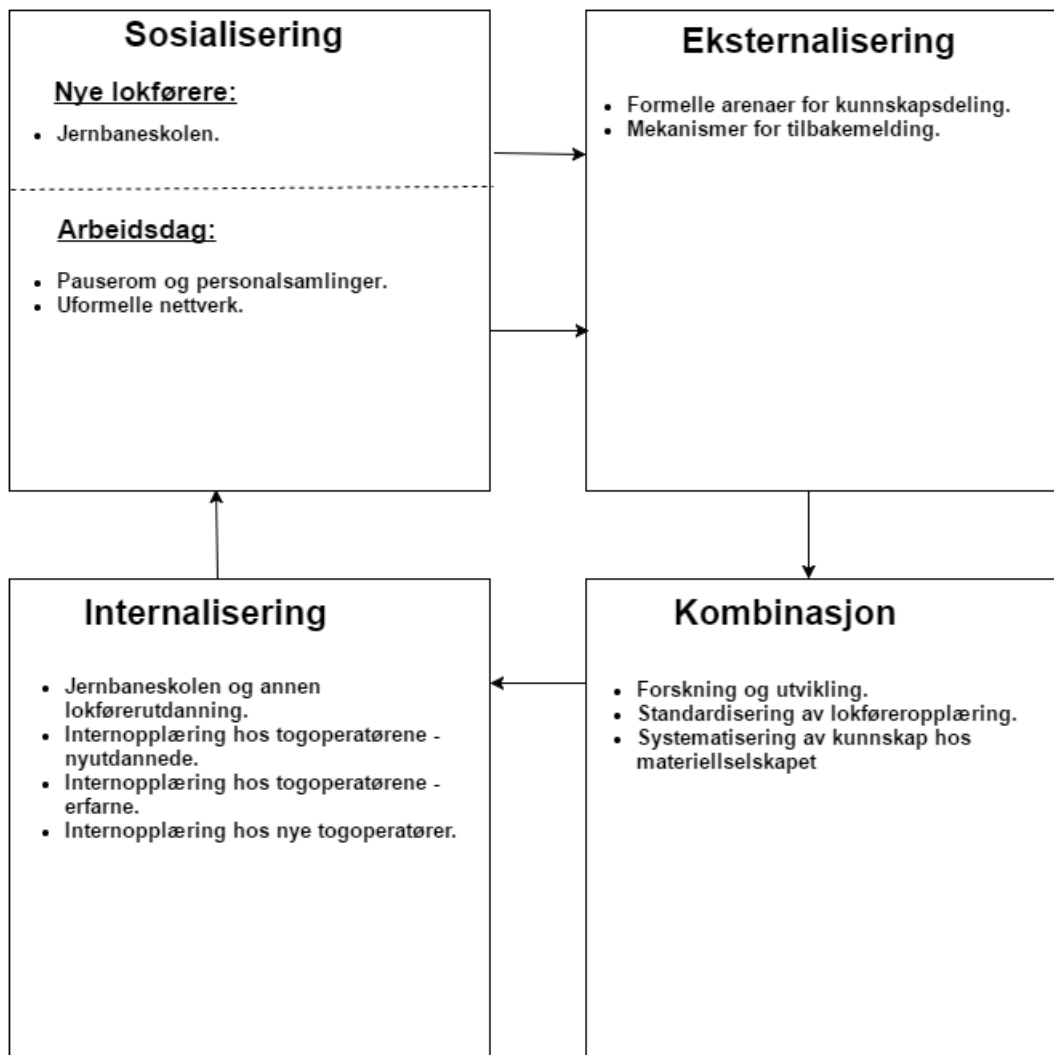 Sosialisering
Nye lokførere:
• Jernbaneskolen.
Arbeidsdag:
• Pauserom og personalsamlinger.
• Uformelle nettverk.
Eksternalisering
• Formelle arenaer for kunnskapsdeling.
• Mekanismer for tilbakemelding.
Internalisering
• Jernbaneskolen og annen
lokførerutdanning.
• Internopplæring hos togoperatørene -
nyutdannede.
• Internopplæring hos togoperatørene -
erfarne.
• Internopplæring hos nye togoperatører.
Kombinasjon
• Forskning og utvikling.
• Standardisering av lokføreropplæring.
• Systematisering av kunnskap hos
materiellselskapet